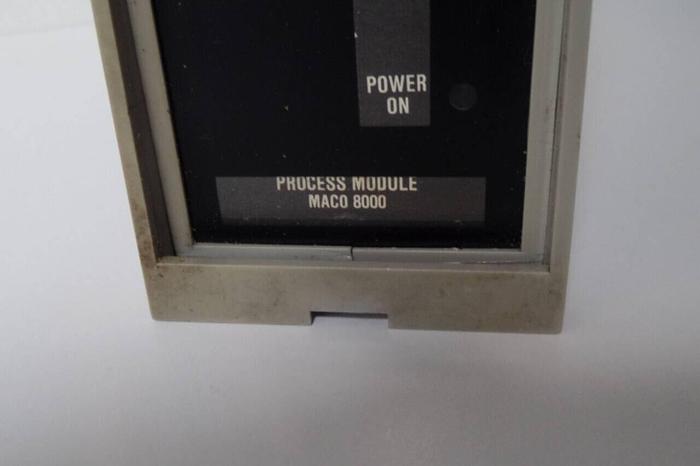 POWER
ON
PROCESS MODULE
MACO 8000